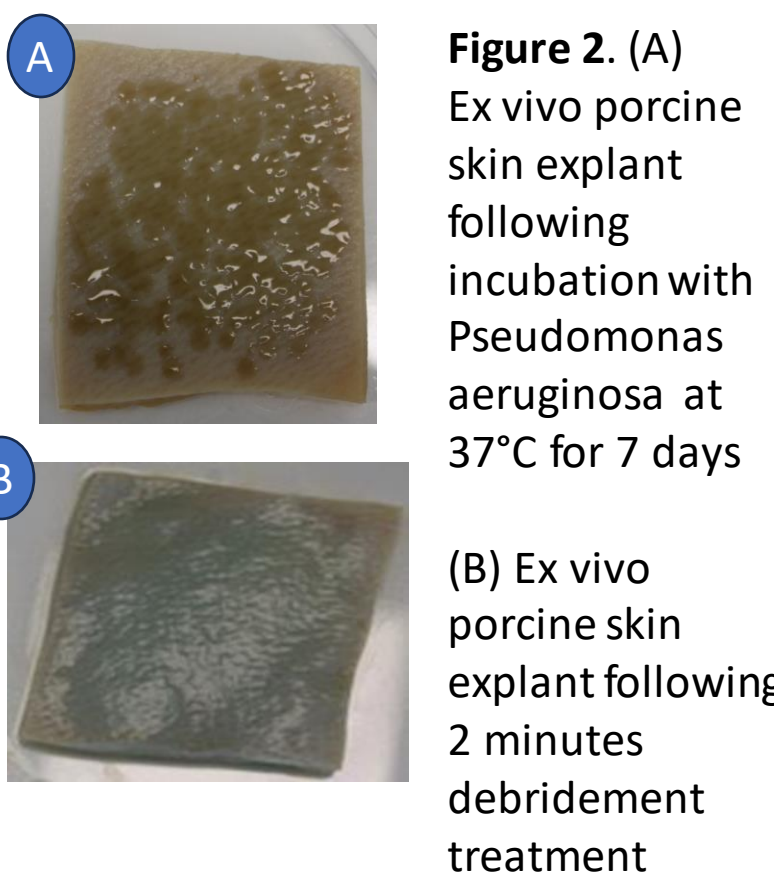 A
Figure 2. (A)
Ex vivo porcine
skin explant
following
incubation with
Pseudomonas
aeruginosa at
37°C for 7 days
B
(B) Ex vivo
porcine skin
explant following
2 minutes
debridement
treatment